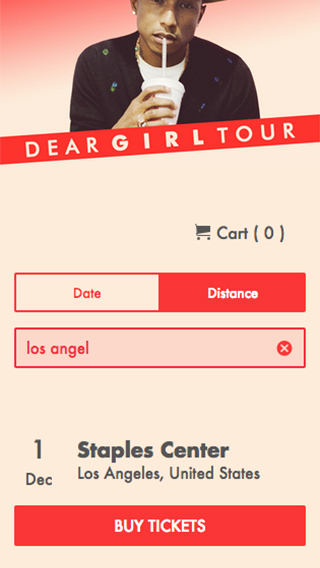 DEAR GIRL TOUR
Cart ( 0 )
Date
Distance
los angel
1
Dec
Staples Center
Los Angeles, United States
BUY TICKETS